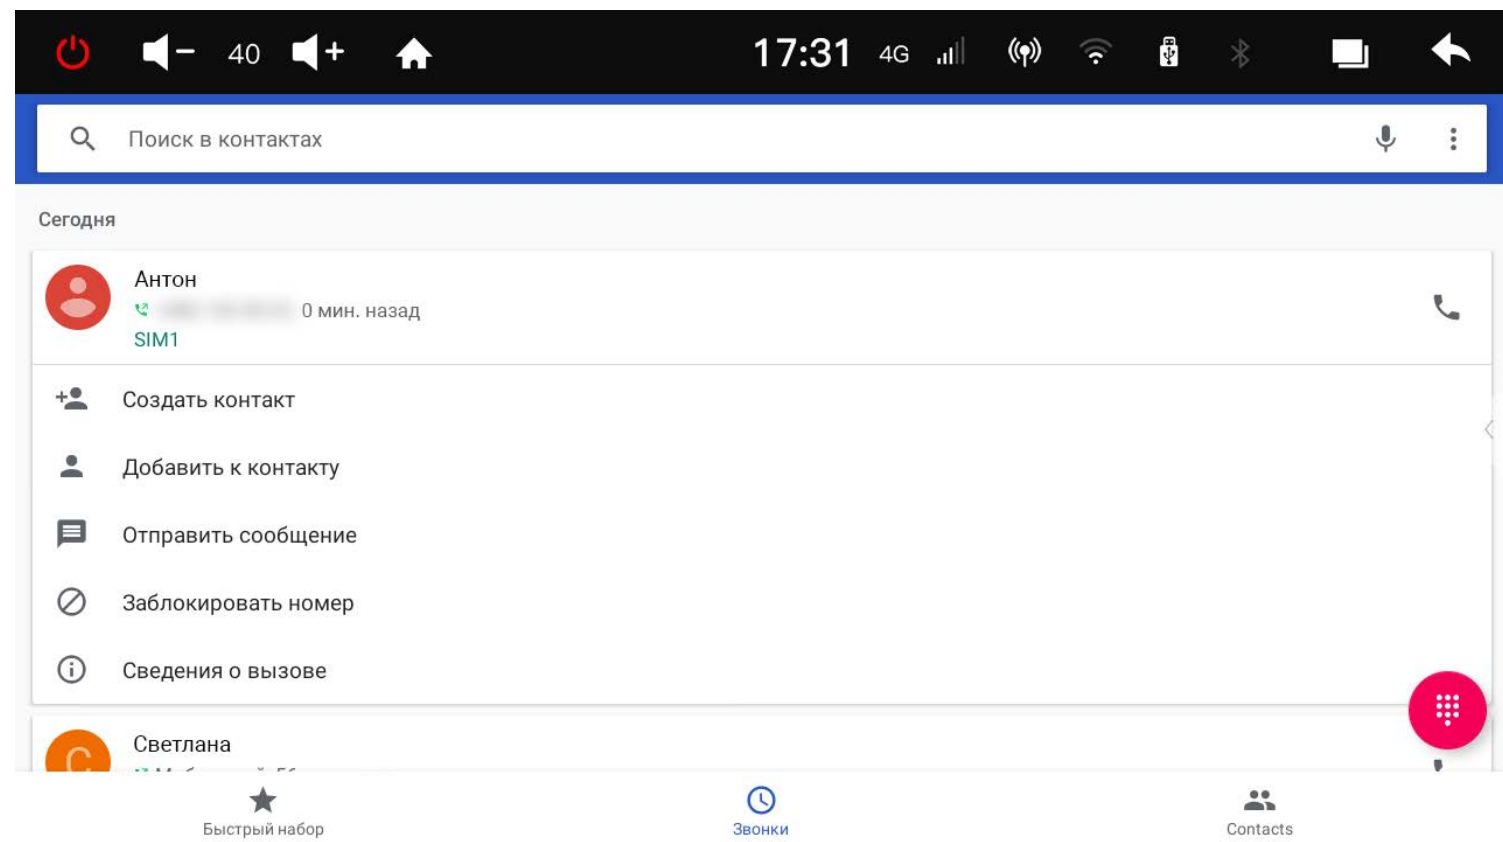 40
17:31 4G
Поиск в контактах
Сегодня
Антон
0 мин. назад
SIM1
Создать контакт
Добавить к контакту
Отправить сообщение
Заблокировать номер
Сведения о вызове
С
Светлана
Быстрый набор
Звонки
Contacts